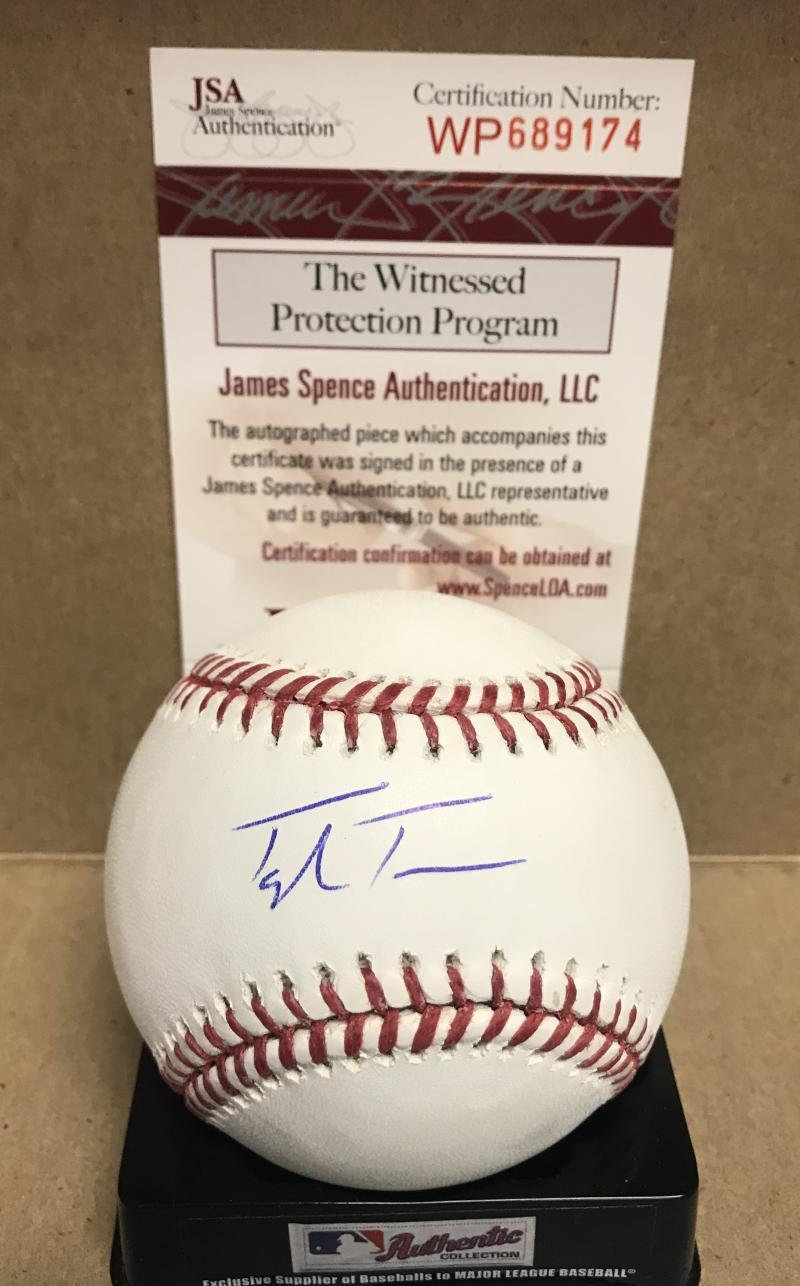 JSA
James Spence
Authentication
Certification Number:
WP689174
The Witnessed
Protection Program
James Spence Authentication, LLC
The autographed piece which accompanies this
certificate was signed in the presence of a
James Spence Authentication, LLC representative
and is guaranteed to be authentic.
Certification confirmation can be obtained at
www.SpenceLOA.com
Authentic
COLLECTION
Exclusive Supplier of Baseballs to MAJOR LEAGUE BASEBALL®